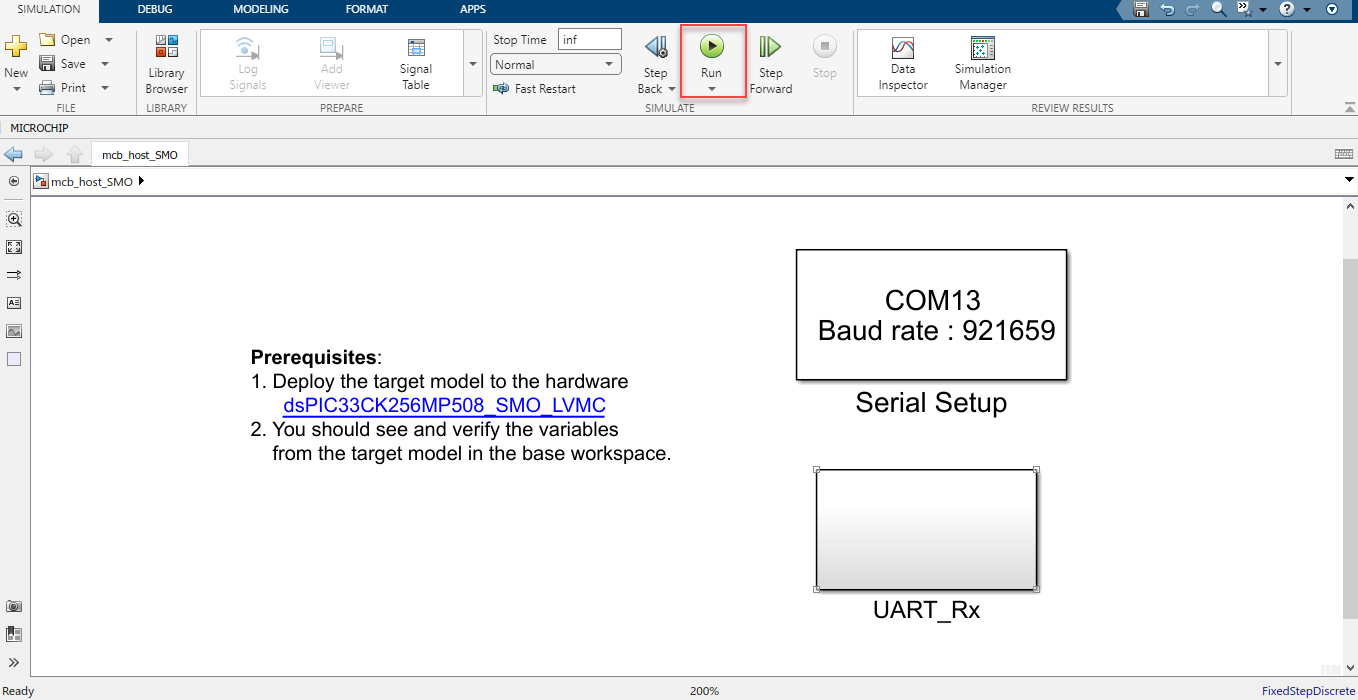 SIMULATION DEBUG MODELING FORMAT APPS
New
Open
Save
Print
FILE
Library
Browser
LIBRARY
Log
Signals
Add
Viewer
Signal
Table
PREPARE
Stop Time inf
Normal
Fast Restart
Step
Back
Run
Step
Forward
Stop
SIMULATE
Data
Inspector
Simulation
Manager
REVIEW RESULTS
MICROCHIP
mcb_host_SMO
mcb_host_SMO
COM13
Baud rate : 921659
Serial Setup
Prerequisites:
1. Deploy the target model to the hardware
dsPIC33CK256MP508_SMO_LVMC
2. You should see and verify the variables
from the target model in the base workspace.
UART_Rx
Ready 200% FixedStepDiscrete